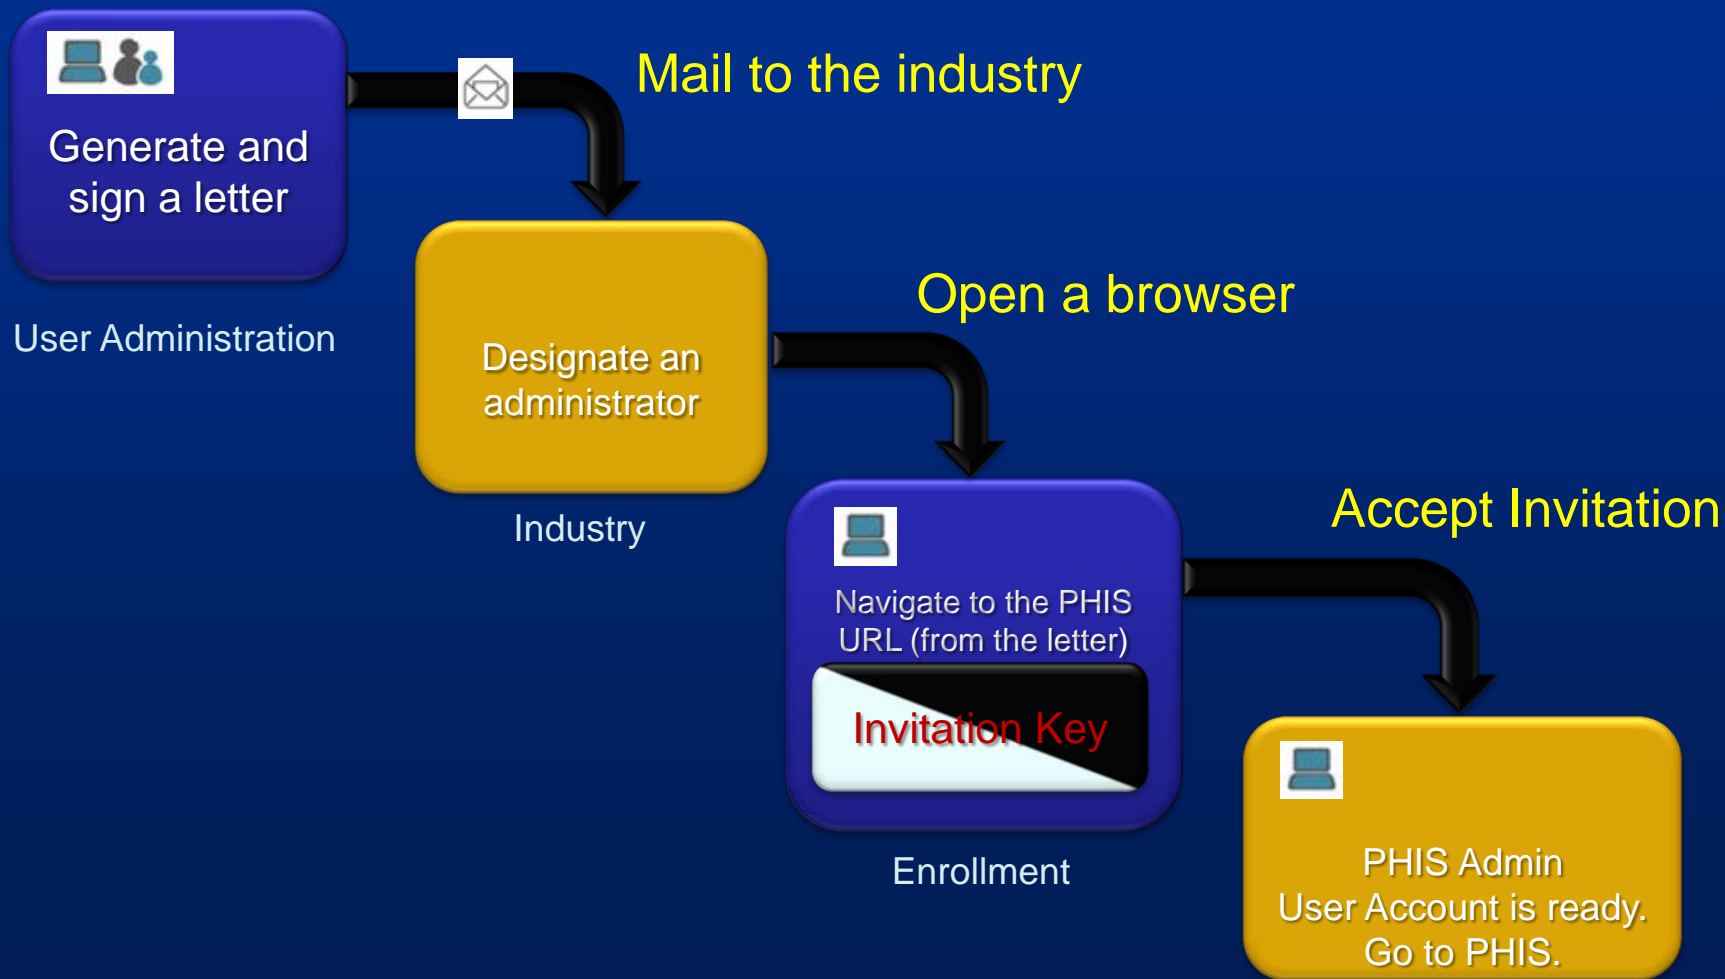 Mail to the industry
Generate and
sign a letter
User Administration
Open a browser
Designate an
administrator
Industry
Accept Invitation
Navigate to the PHIS
URL (from the letter)
Invitation Key
Enrollment
PHIS Admin
User Account is ready.
Go to PHIS.